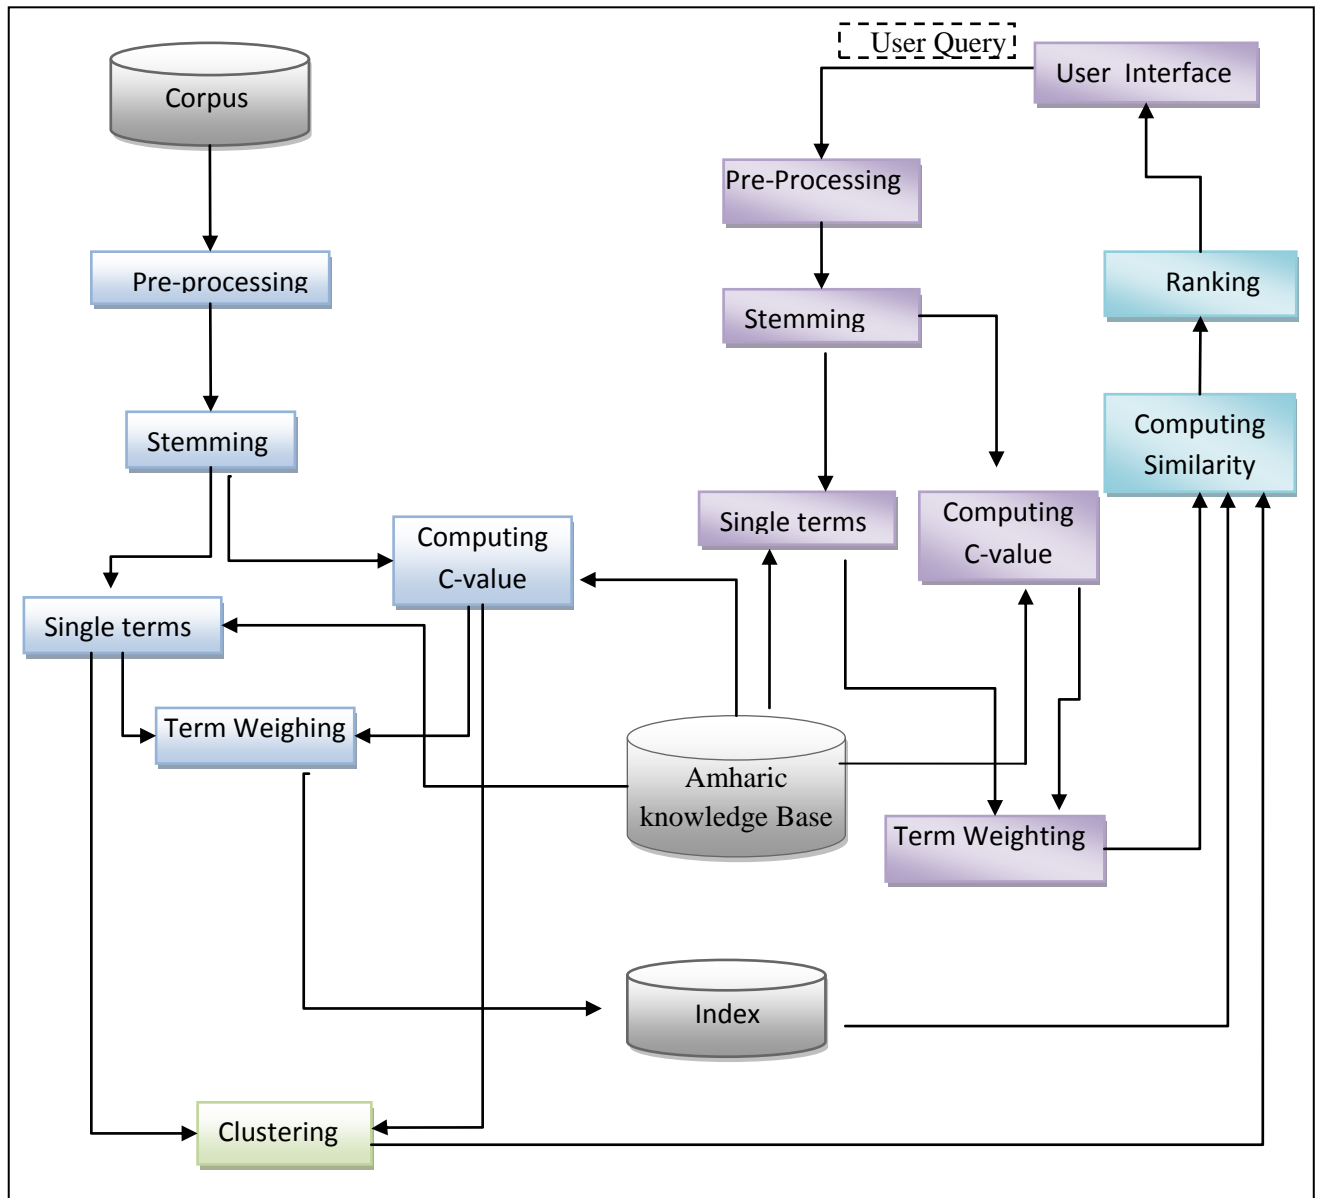 User Query
User Interface
Corpus
Pre-Processing
Pre-processing
Ranking
Stemming
Computing
Similarity
Stemming
Single terms
Computing
C-value
Computing
C-value
Single terms
Term Weighing
Amharic
knowledge Base
Term Weighting
Index
Clustering